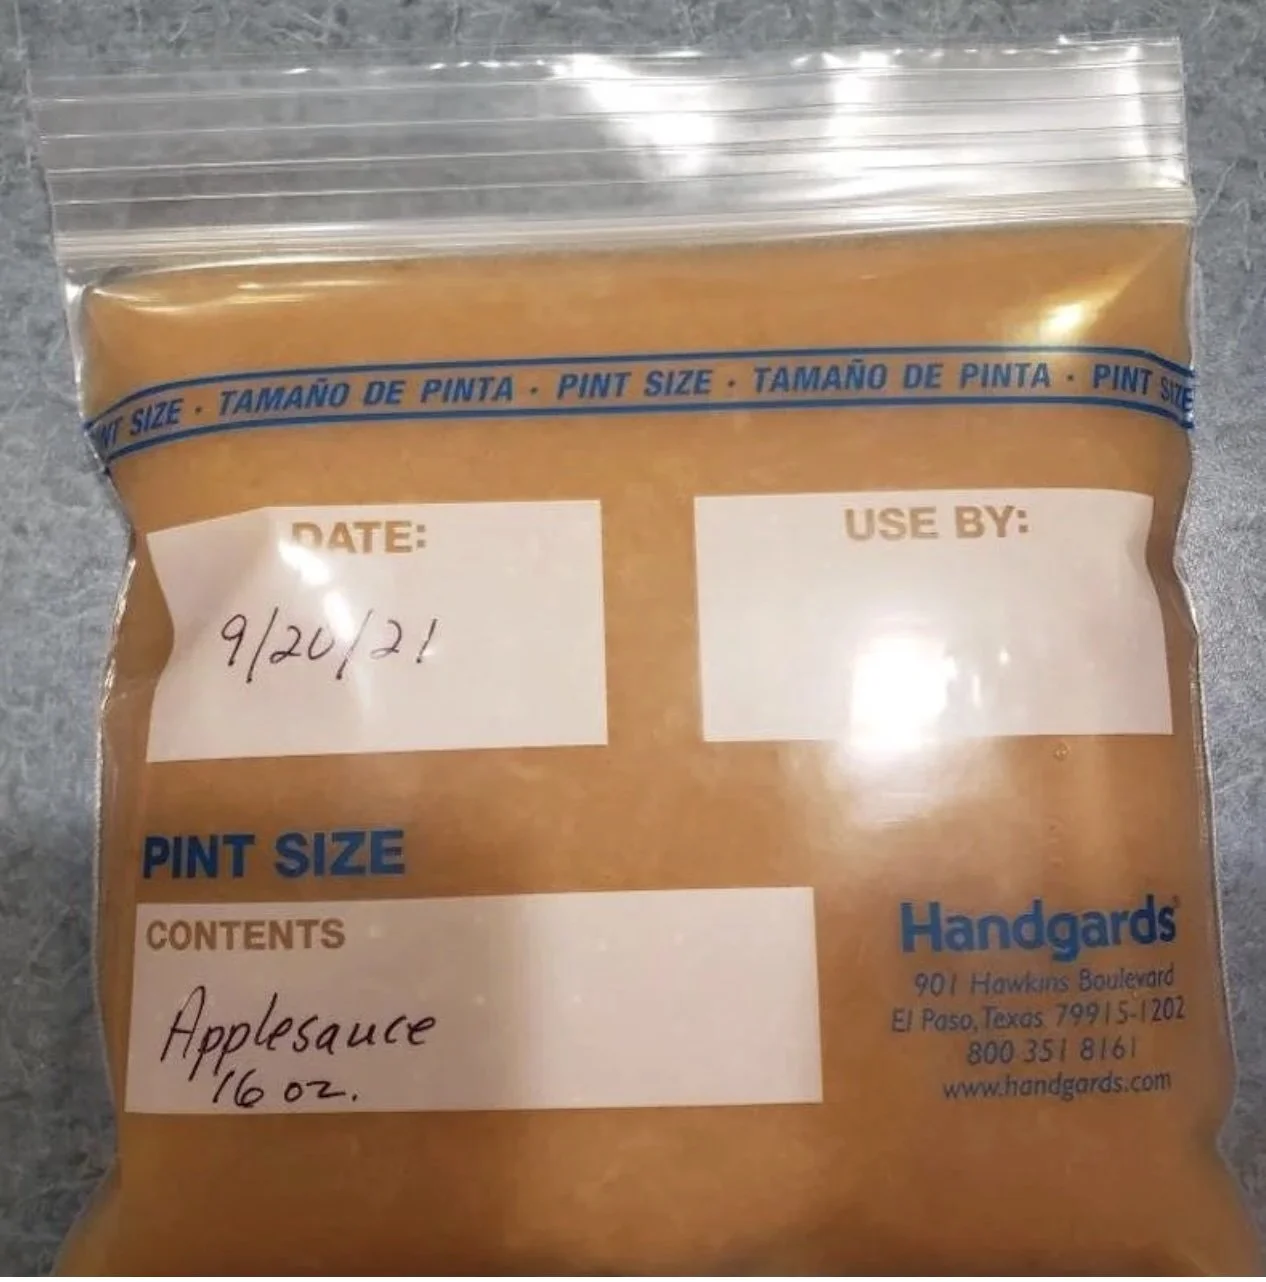 NT SIZE · TAMAÑO DE PINTA · PINT SIZE · TAMAÑO DE PINTA · PINT SIZE
DATE:
9/20/21
USE BY:
PINT SIZE
CONTENTS
Applesauce
16 oz.
Handgards®
901 Hawkins Boulevard
El Paso, Texas 79915-1202
800 351 8161
www.handgards.com